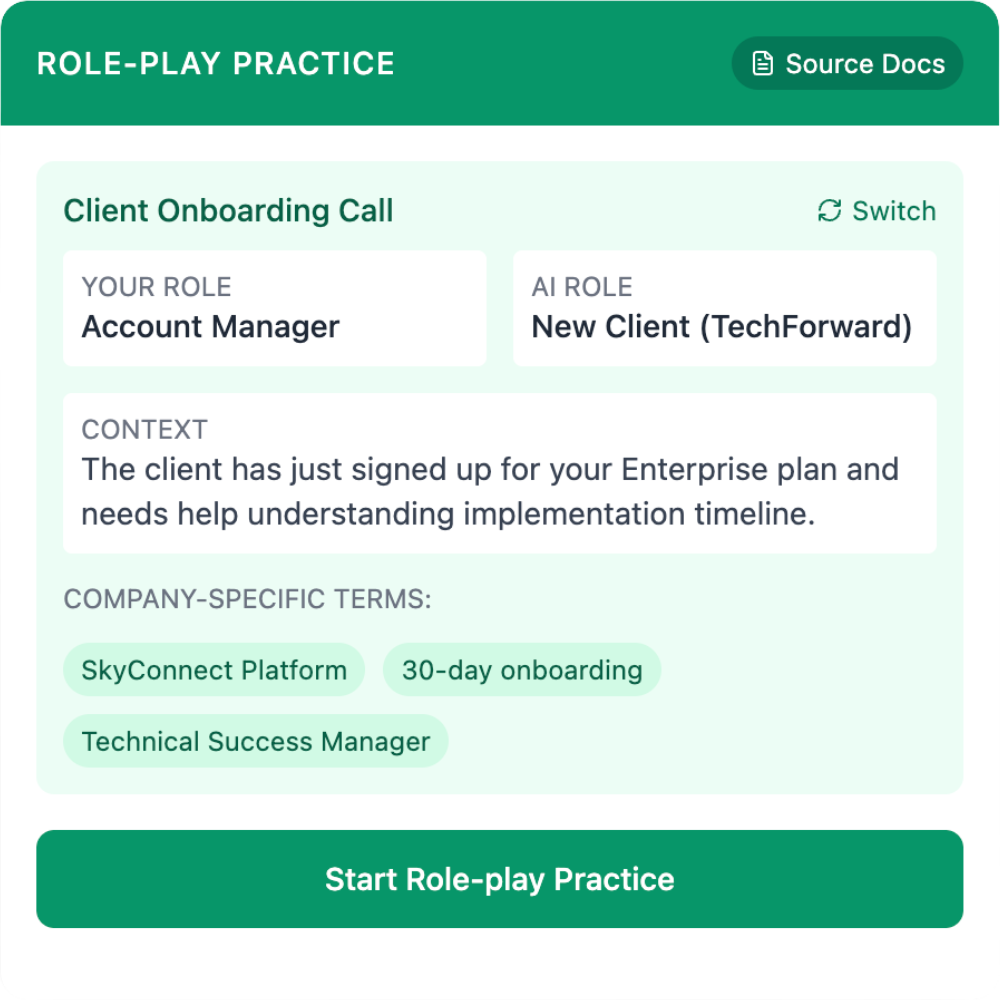 ROLE-PLAY PRACTICE
Source Docs
Client Onboarding Call
Switch
YOUR ROLE
Account Manager
AI ROLE
New Client (TechForward)
CONTEXT
The client has just signed up for your Enterprise plan and
needs help understanding implementation timeline.
COMPANY-SPECIFIC TERMS:
SkyConnect Platform
30-day onboarding
Technical Success Manager
Start Role-play Practice